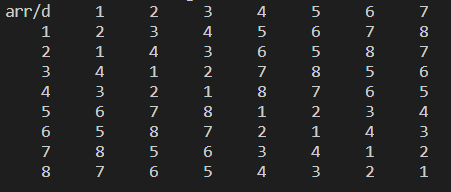 arr/d 1 2 3 4 5 6 7
1 2 3 4 5 6 7 8
2 1 4 3 6 5 8 7
3 4 1 2 7 8 5 6
4 3 2 1 8 7 6 5
5 6 7 8 1 2 3 4
6 5 8 7 2 1 4 3
7 8 5 6 3 4 1 2
8 7 6 5 4 3 2 1